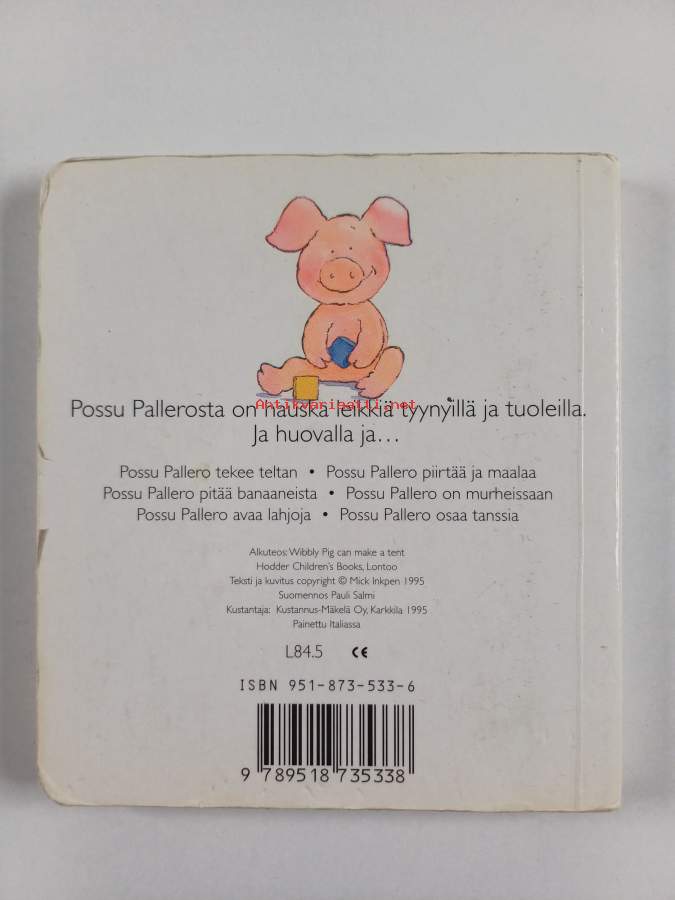 Possu Pallerosta on hauska leikkiä tyynyillä ja tuoleilla.
Antikvariaatti.net
Ja huovalla ja...
Possu Pallero tekee teltan • Possu Pallero piirtää ja maalaa
Possu Pallero pitää banaaneista • Possu Pallero on murheissaan
Possu Pallero avaa lahjoja • Possu Pallero osaa tanssia
Alkuteos: Wibbly Pig can make a tent
Hodder Children's Books, Lontoo
Teksti ja kuvitus copyright © Mick Inkpen 1995
Suomennos Pauli Salmi
Kustantaja: Kustannus-Mäkelä Oy, Karkkila 1995
Painettu Italiassa
L84.5 CE
ISBN 951-873-533-6
9 789518 735338